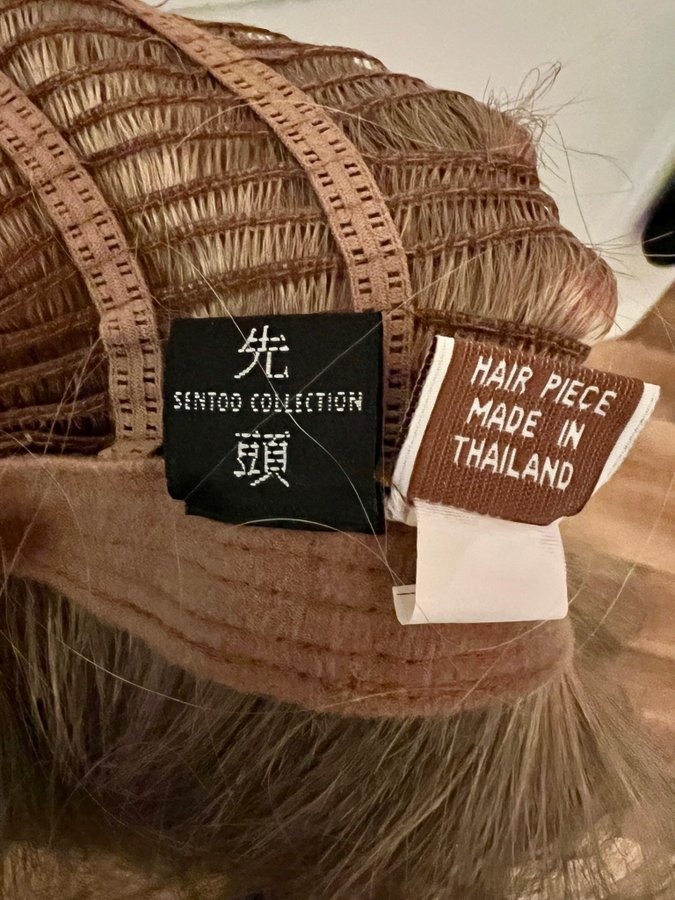 先
SENTOO COLLECTION
頭
HAIR PIECE
MADE IN
THAILAND